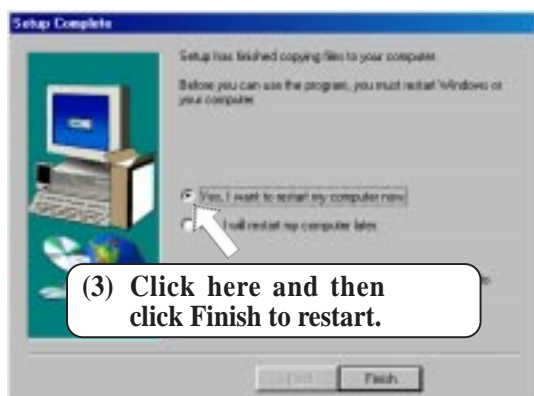 Setup Complete
Setup has finished copying files to your computer.
Before you can use the program, you must restart Windows or
your computer.
Yes, I want to restart my computer now.
I will restart my computer later.
(3) Click here and then
click Finish to restart.
Finish